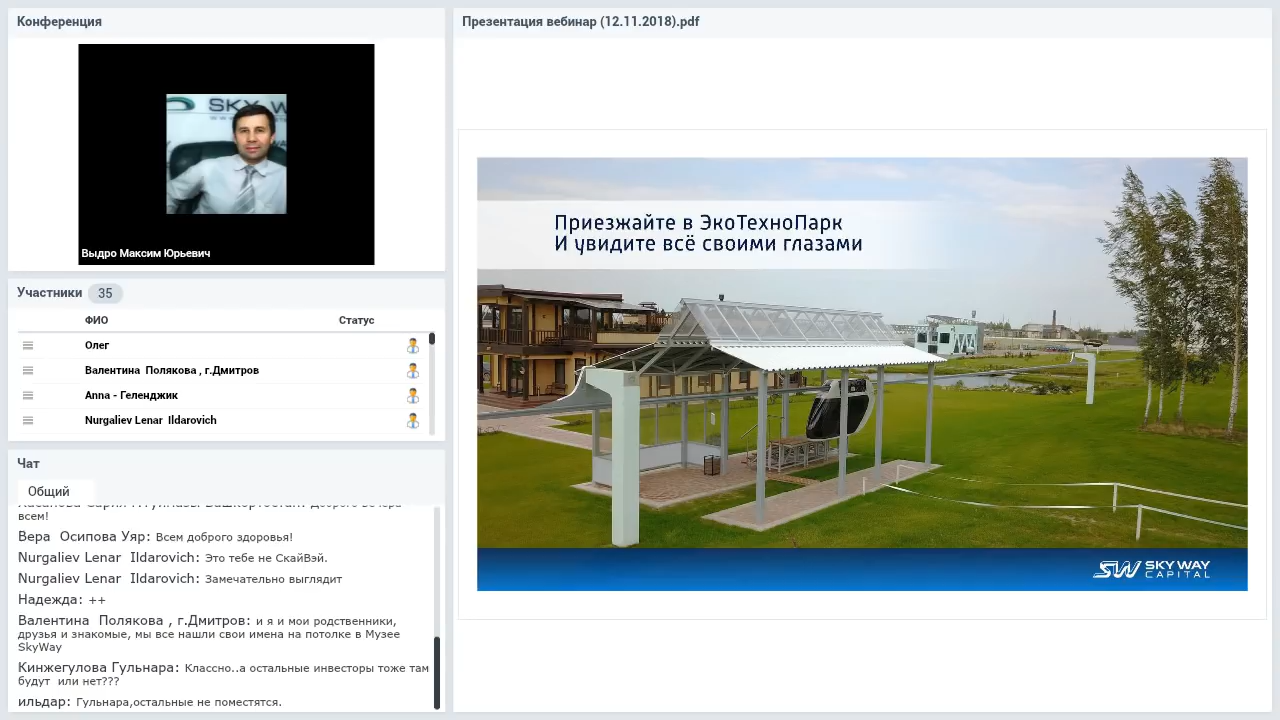 Конференция
SKY W
Выдро Максим Юрьевич
Участники 35
ФИО Статус
Олег
Валентина Полякова , г.Дмитров
Anna - Геленджик
Nurgaliev Lenar Ildarovich
Чат
Общий
всем!
Вера Осипова Уяр: Всем доброго здоровья!
Nurgaliev Lenar Ildarovich: Это тебе не СкайВэй.
Nurgaliev Lenar Ildarovich: Замечательно выглядит
Надежда: ++
Валентина Полякова , г.Дмитров: и я и мои родственники,
друзья и знакомые, мы все нашли свои имена на потолке в Музее
SkyWay
Кинжегулова Гульнара: Классно..а остальные инвесторы тоже там
будут или нет???
ильдар: Гульнара,остальные не поместятся.
Презентация вебинар (12.11.2018).pdf
Приезжайте в ЭкоТехноПарк
И увидите всё своими глазами
SW SKY WAY
CAPITAL